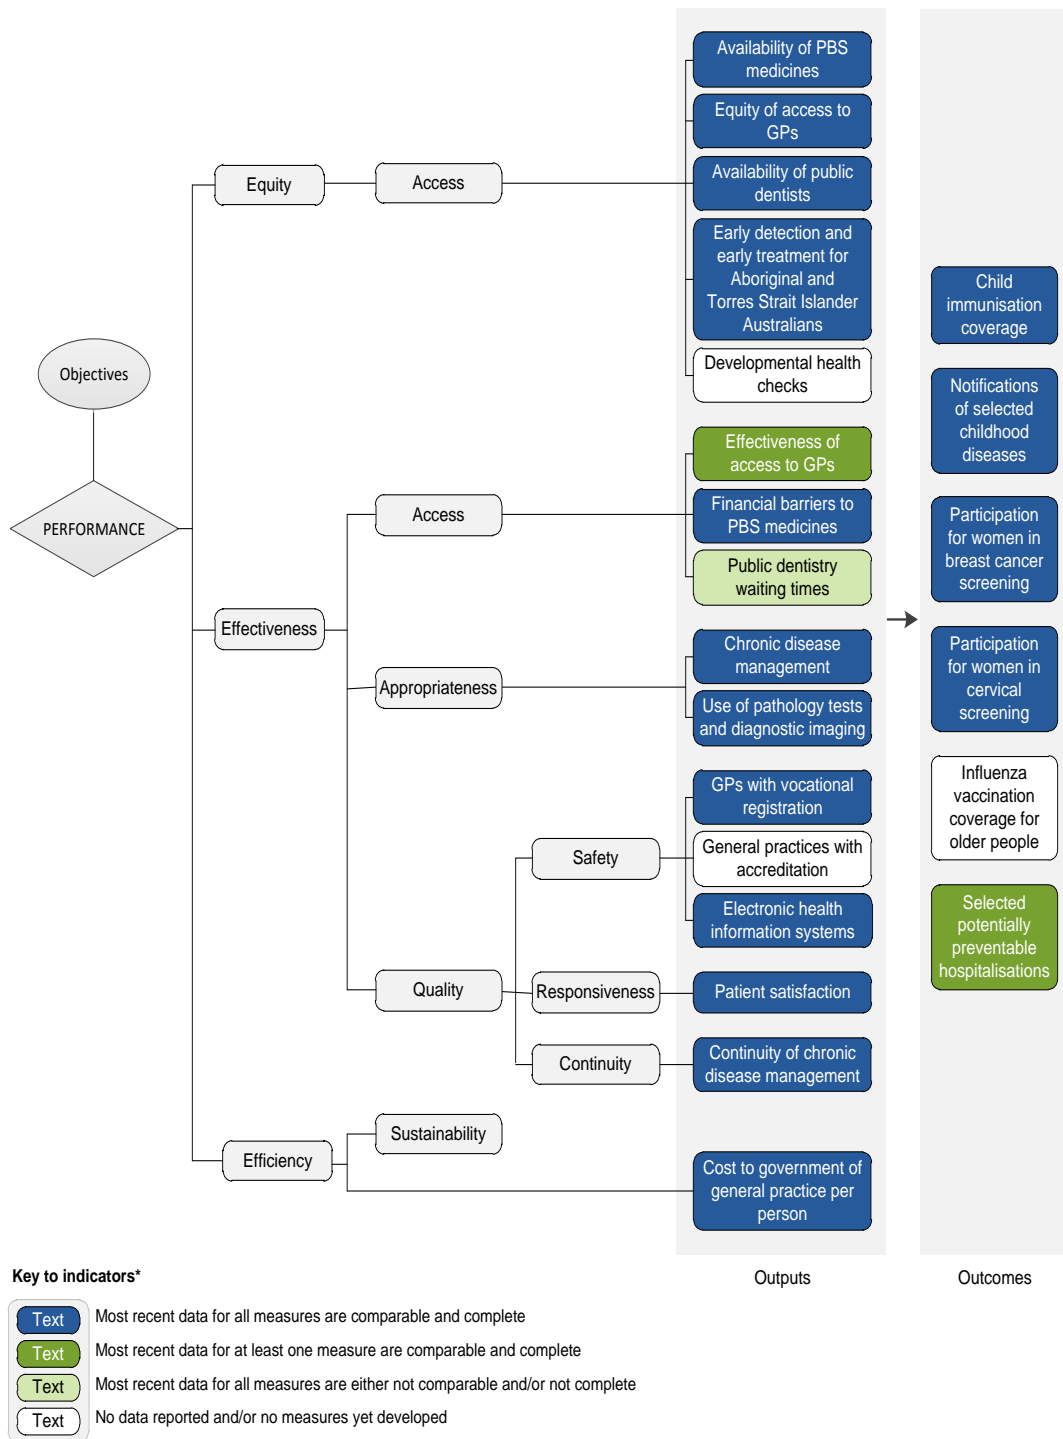 Objectives
PERFORMANCE
Equity
Access
Availability of PBS
medicines
Equity of access to
GPs
Availability of public
dentists
Early detection and
early treatment for
Aboriginal and
Torres Strait Islander
Australians
Developmental health
checks
Effectiveness
Access
Effectiveness of
access to GPs
Financial barriers to
PBS medicines
Public dentistry
waiting times
Appropriateness
Chronic disease
management
Use of pathology tests
and diagnostic imaging
Quality
Safety
GPs with vocational
registration
General practices with
accreditation
Electronic health
information systems
Responsiveness
Patient satisfaction
Continuity
Continuity of chronic
disease management
Efficiency
Sustainability
Cost to government of
general practice per
person
Outputs
Child
immunisation
coverage
Notifications
of selected
childhood
diseases
Participation
for women in
breast cancer
screening
Participation
for women in
cervical
screening
Influenza
vaccination
coverage for
older people
Selected
potentially
preventable
hospitalisations
Outcomes
Key to indicators*
Text Most recent data for all measures are comparable and complete
Text Most recent data for at least one measure are comparable and complete
Text Most recent data for all measures are either not comparable and/or not complete
Text No data reported and/or no measures yet developed